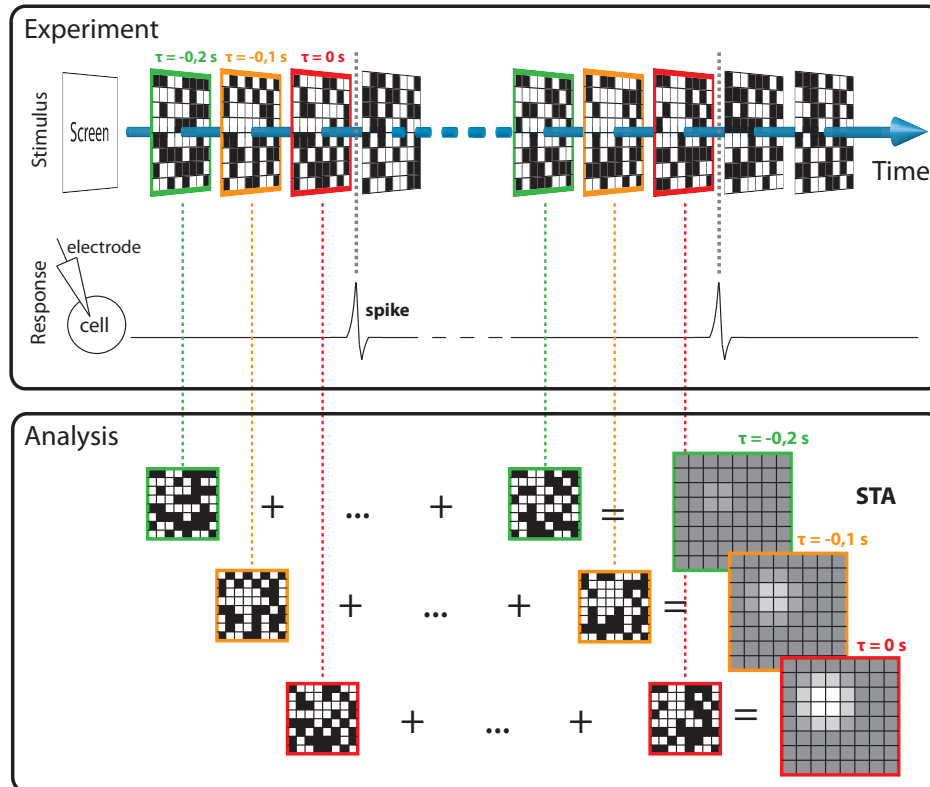 Experiment
τ = -0,2 s
τ = -0,1 s
τ = 0 s
Stimulus
Screen
Time
Response
electrode
cell
spike
Analysis
τ = -0,2 s
+ ... + =
STA
τ = -0,1 s
+ ... + =
τ = 0 s
+ ... + =